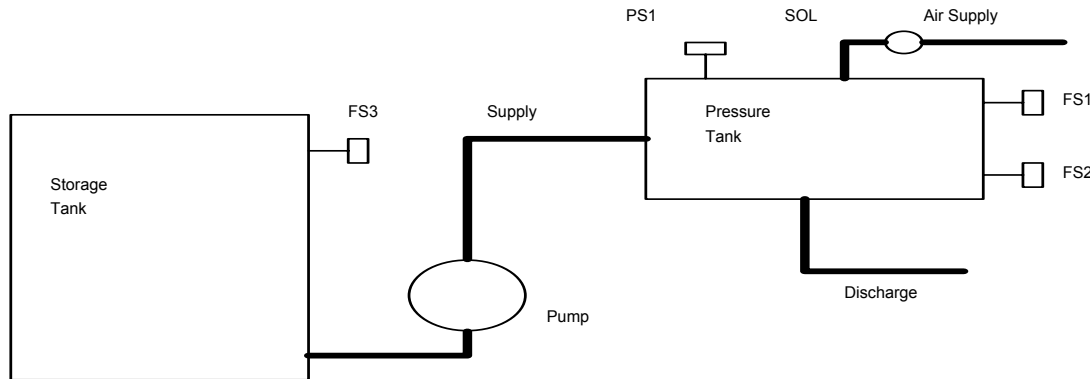 PS1
SOL
Air Supply
FS3
Supply
Pressure
Tank
FS1
FS2
Storage
Tank
Pump
Discharge